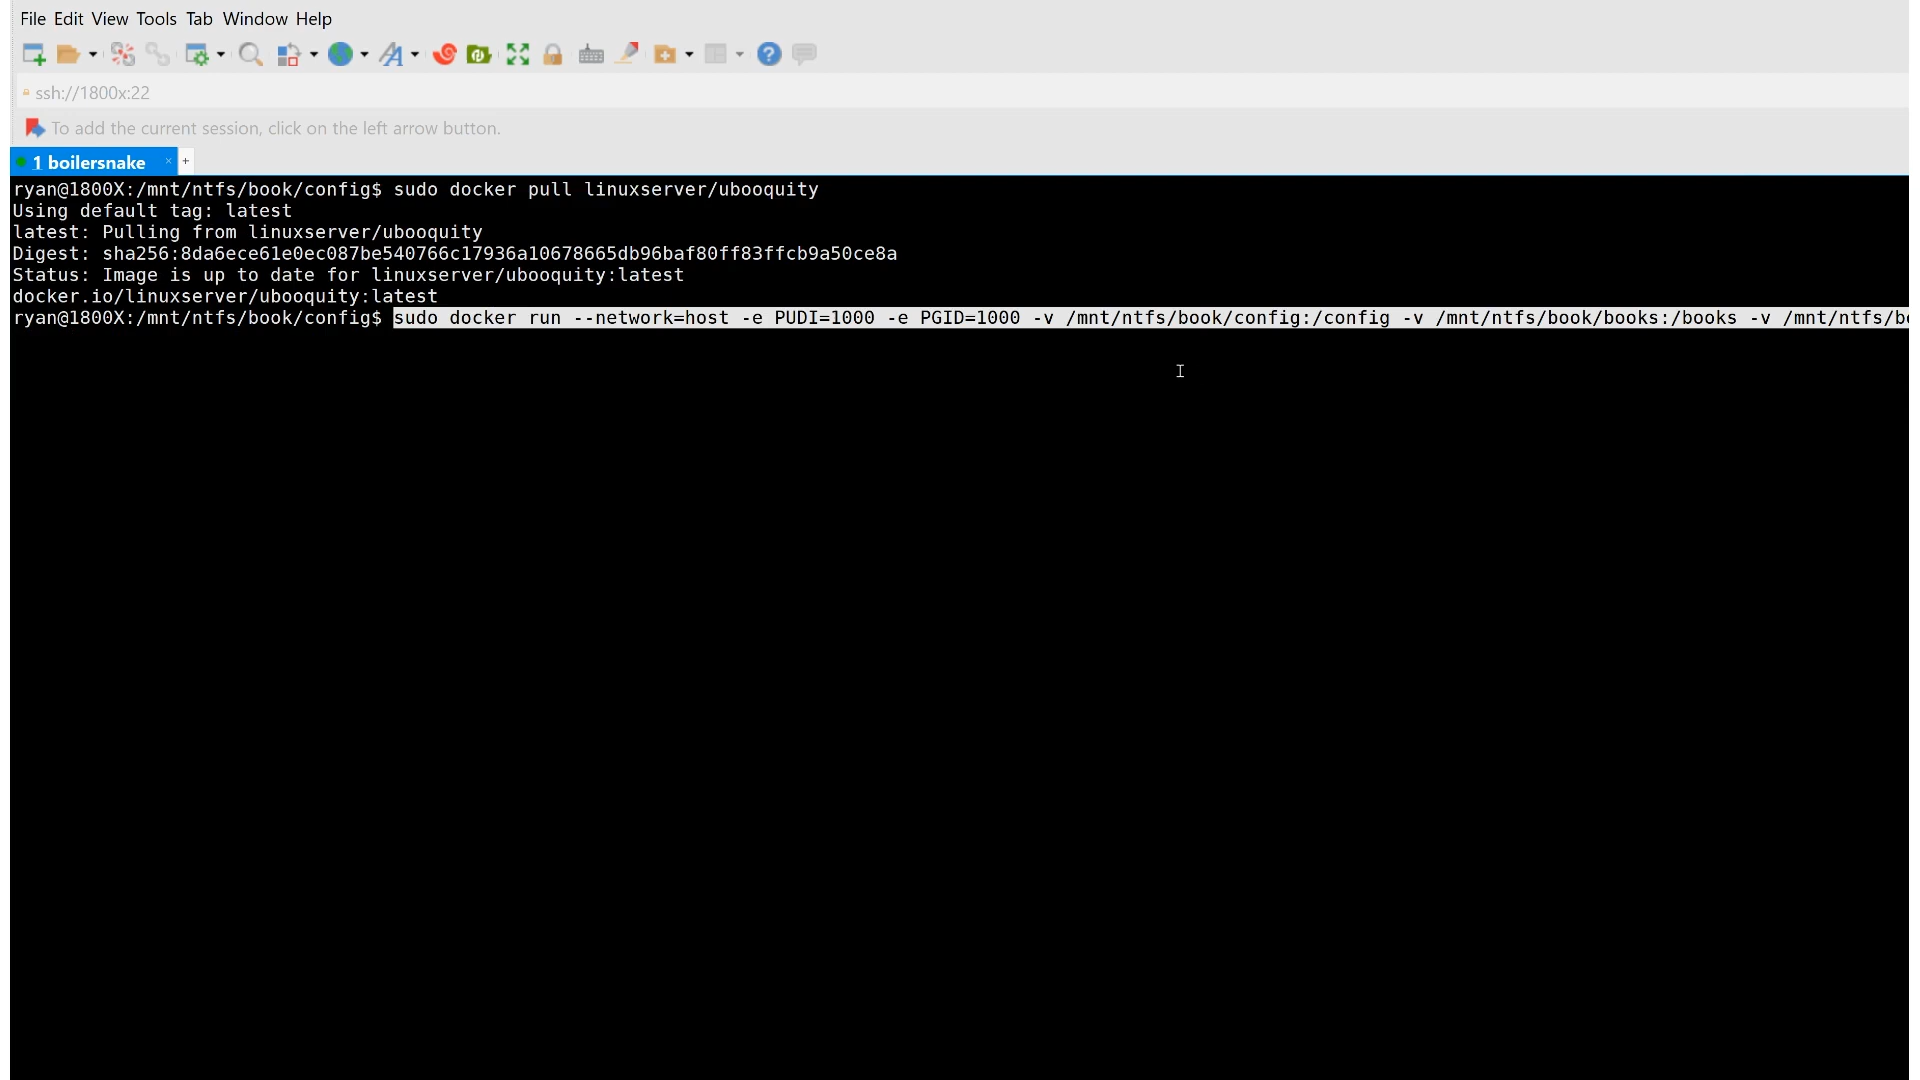 File Edit View Tools Tab Window Help
ssh://1800x:22
To add the current session, click on the left arrow button.
1 boilersnake × +
ryan@1800X:/mnt/ntfs/book/config$ sudo docker pull linuxserver/ubooquity
Using default tag: latest
latest: Pulling from linuxserver/ubooquity
Digest: sha256:8da6ece61e0ec087be540766c17936a10678665db96baf80ff83ffcb9a50ce8a
Status: Image is up to date for linuxserver/ubooquity:latest
docker.io/linuxserver/ubooquity:latest
ryan@1800X:/mnt/ntfs/book/config$ sudo docker run --network=host -e PUDI=1000 -e PGID=1000 -v /mnt/ntfs/book/config:/config -v /mnt/ntfs/book/books:/books -v /mnt/ntfs/b